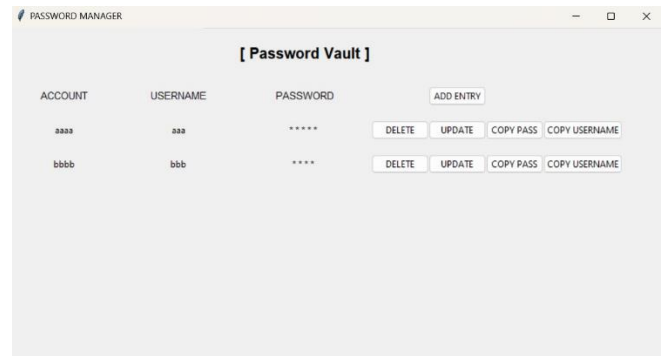 PASSWORD MANAGER
[ Password Vault ]
ACCOUNT USERNAME PASSWORD ADD ENTRY
aaaa aaa ***** DELETE UPDATE COPY PASS COPY USERNAME
bbbb bbb **** DELETE UPDATE COPY PASS COPY USERNAME